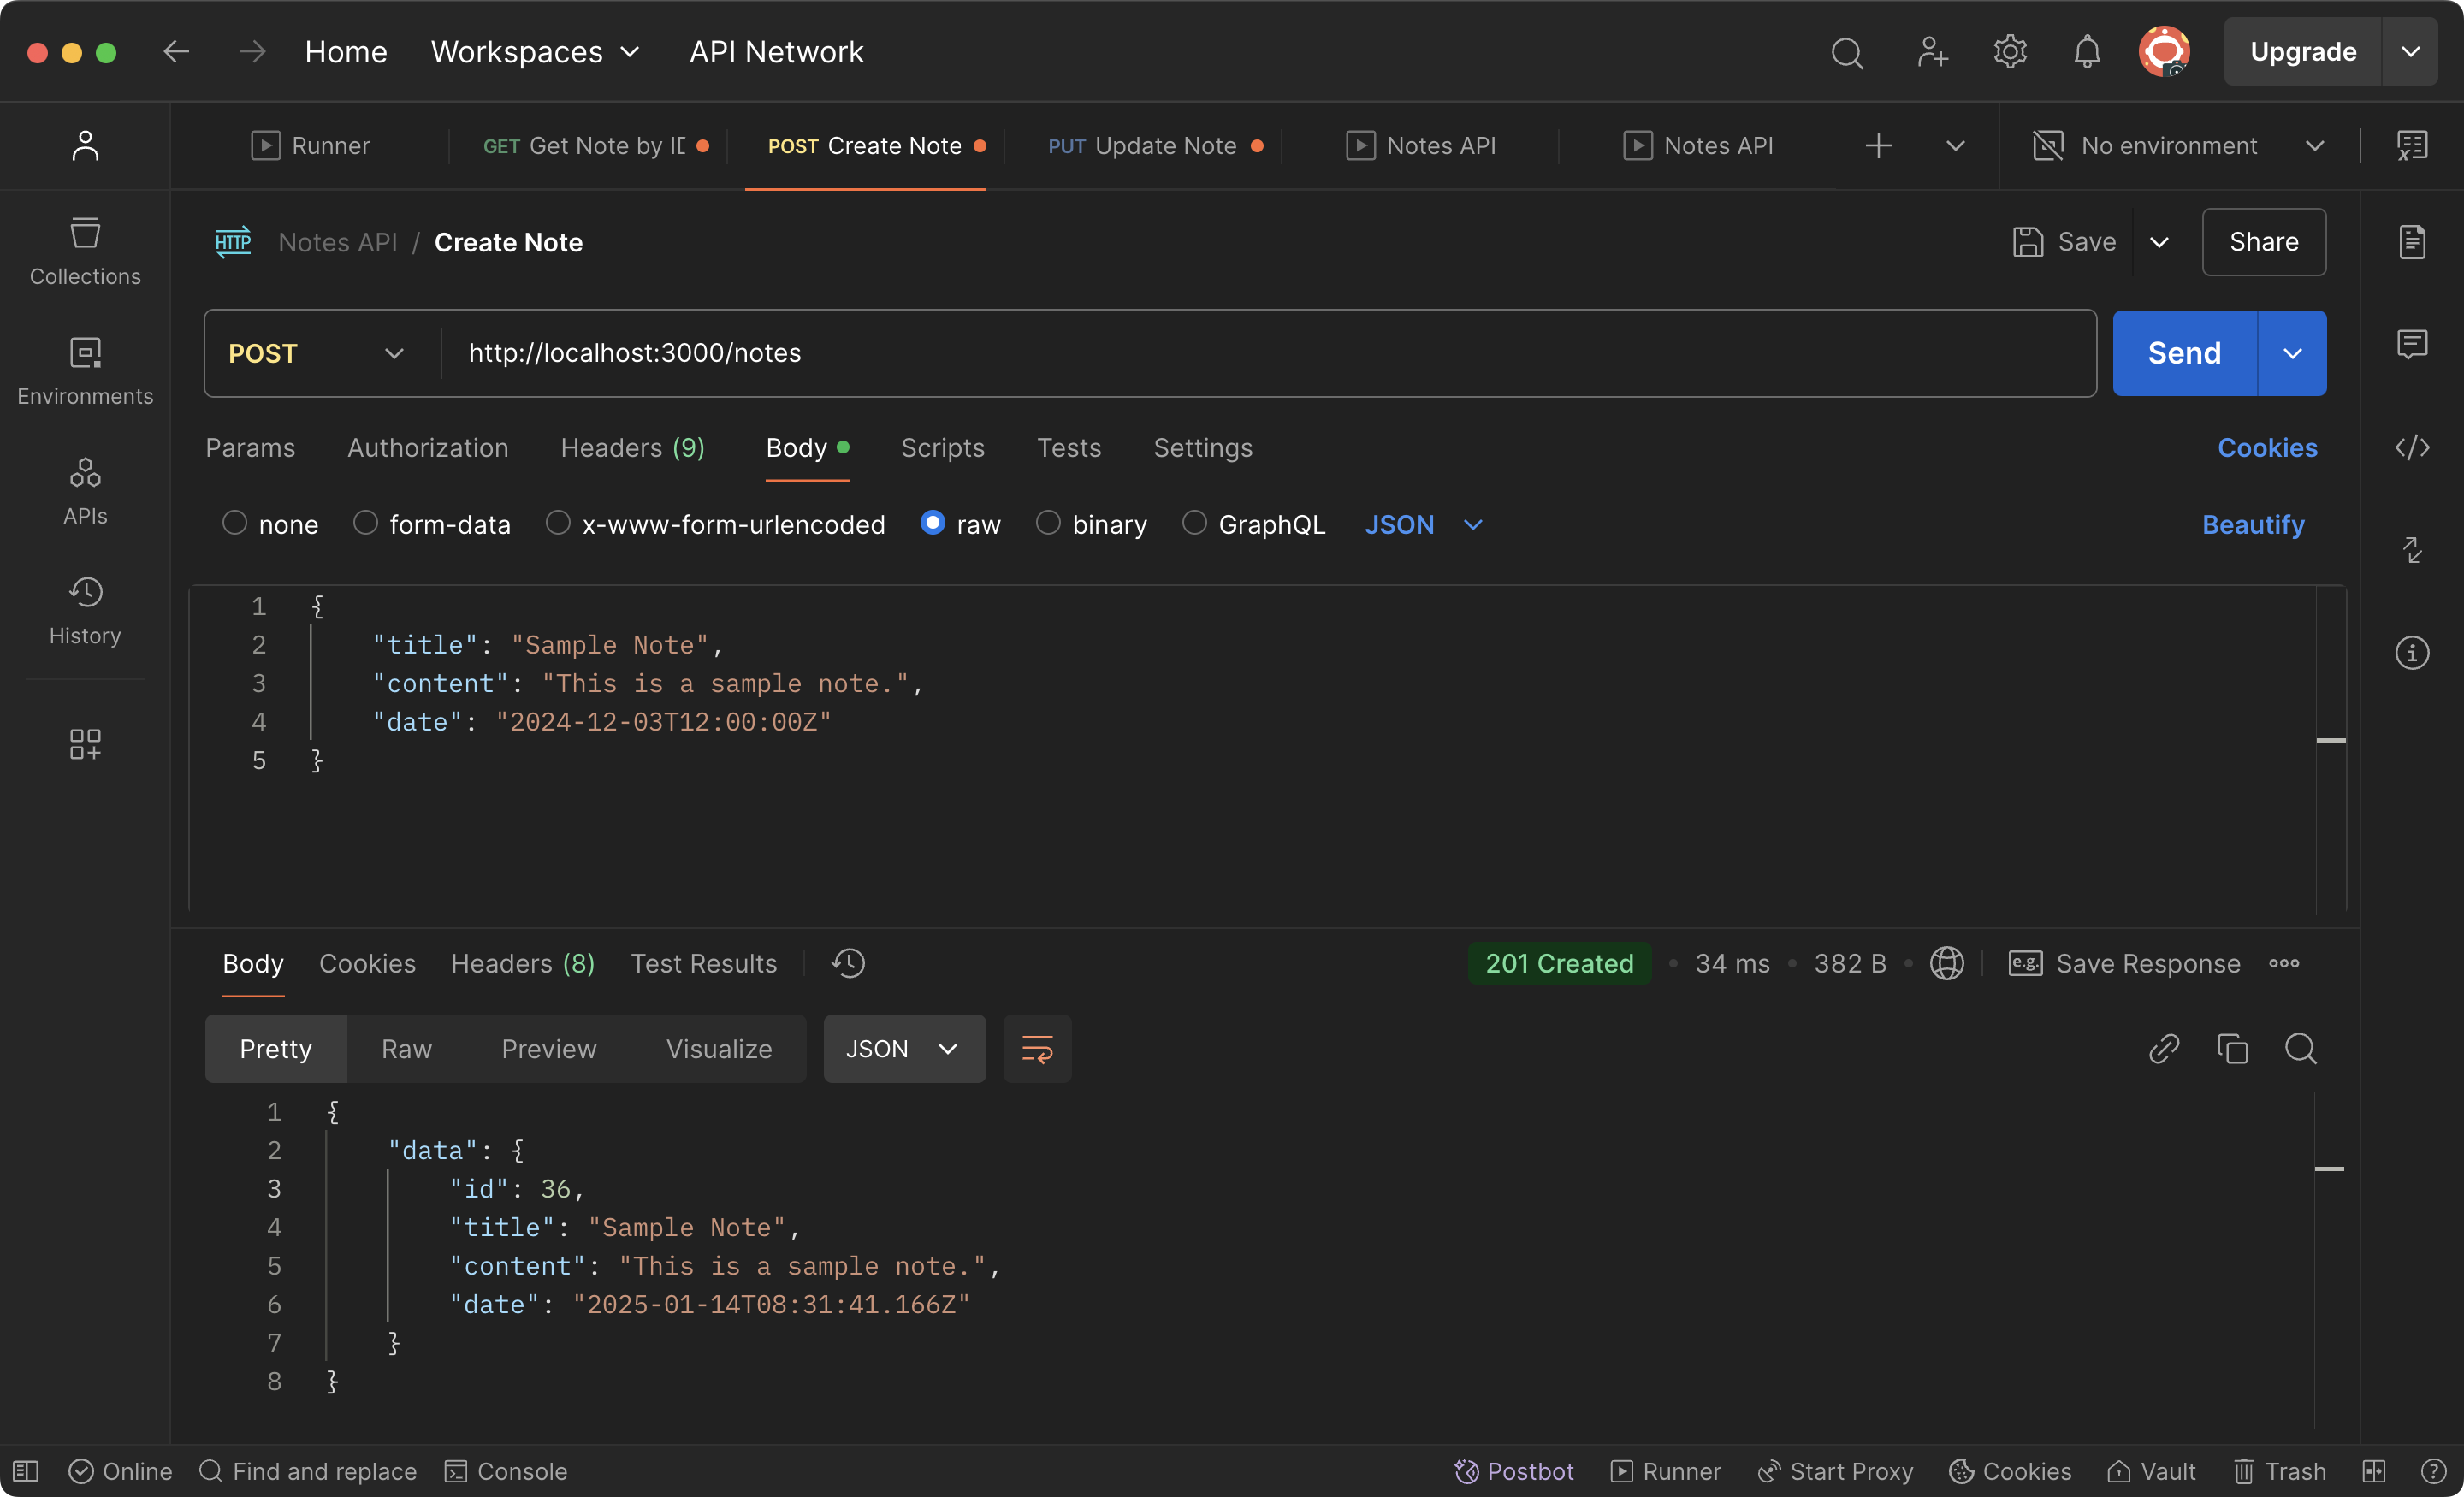 Home Workspaces API Network Upgrade
Runner GET Get Note by ID POST Create Note PUT Update Note Notes API Notes API No environment
HTTP Notes API / Create Note Save Share
Collections
Environments
APIs
History
POST http://localhost:3000/notes Send
Params Authorization Headers (9) Body Scripts Tests Settings Cookies
none form-data x-www-form-urlencoded raw binary GraphQL JSON Beautify
1 {
2 "title": "Sample Note",
3 "content": "This is a sample note.",
4 "date": "2024-12-03T12:00:00Z"
5 }
Body Cookies Headers (8) Test Results 201 Created 34 ms 382 B e.g. Save Response
Pretty Raw Preview Visualize JSON
1 {
2 "data": {
3 "id": 36,
4 "title": "Sample Note",
5 "content": "This is a sample note.",
6 "date": "2025-01-14T08:31:41.166Z"
7 }
8 }
Online Find and replace Console Postbot Runner Start Proxy Cookies Vault Trash